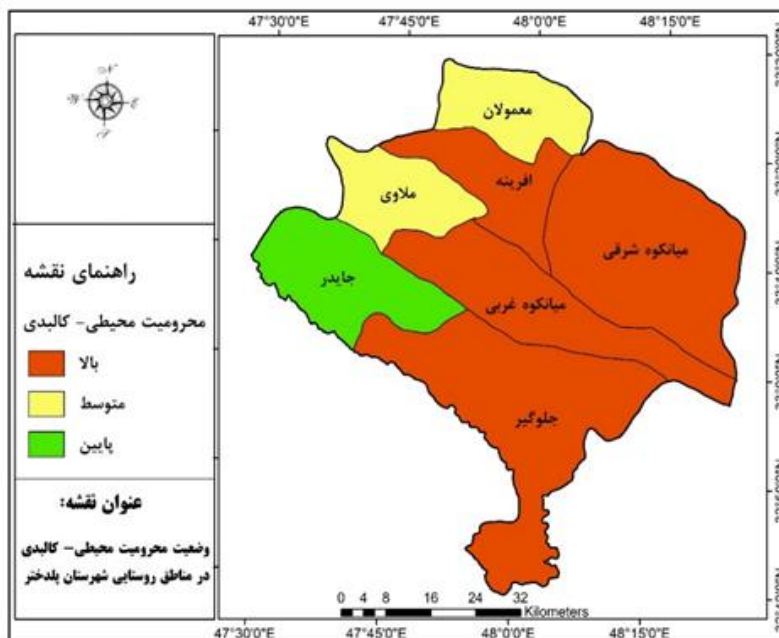 47°30'0"E 47°45'0"E 48°0'0"E 48°15'0"E
معمولان
افرینه
ملاوی
میانکوه شرقی
جایدر
میانکوه غربی
جلوگیر
راهنمای نقشه
محرومیت محیطی- کالبدی
بالا
متوسط
پایین
عنوان نقشه:
وضعیت محرومیت محیطی- کالبدی
در مناطق روستایی شهرستان پلدختر
0 4 8 16 24 32
Kilometers
47°30'0"E 47°45'0"E 48°0'0"E 48°15'0"E
N
W
E
S